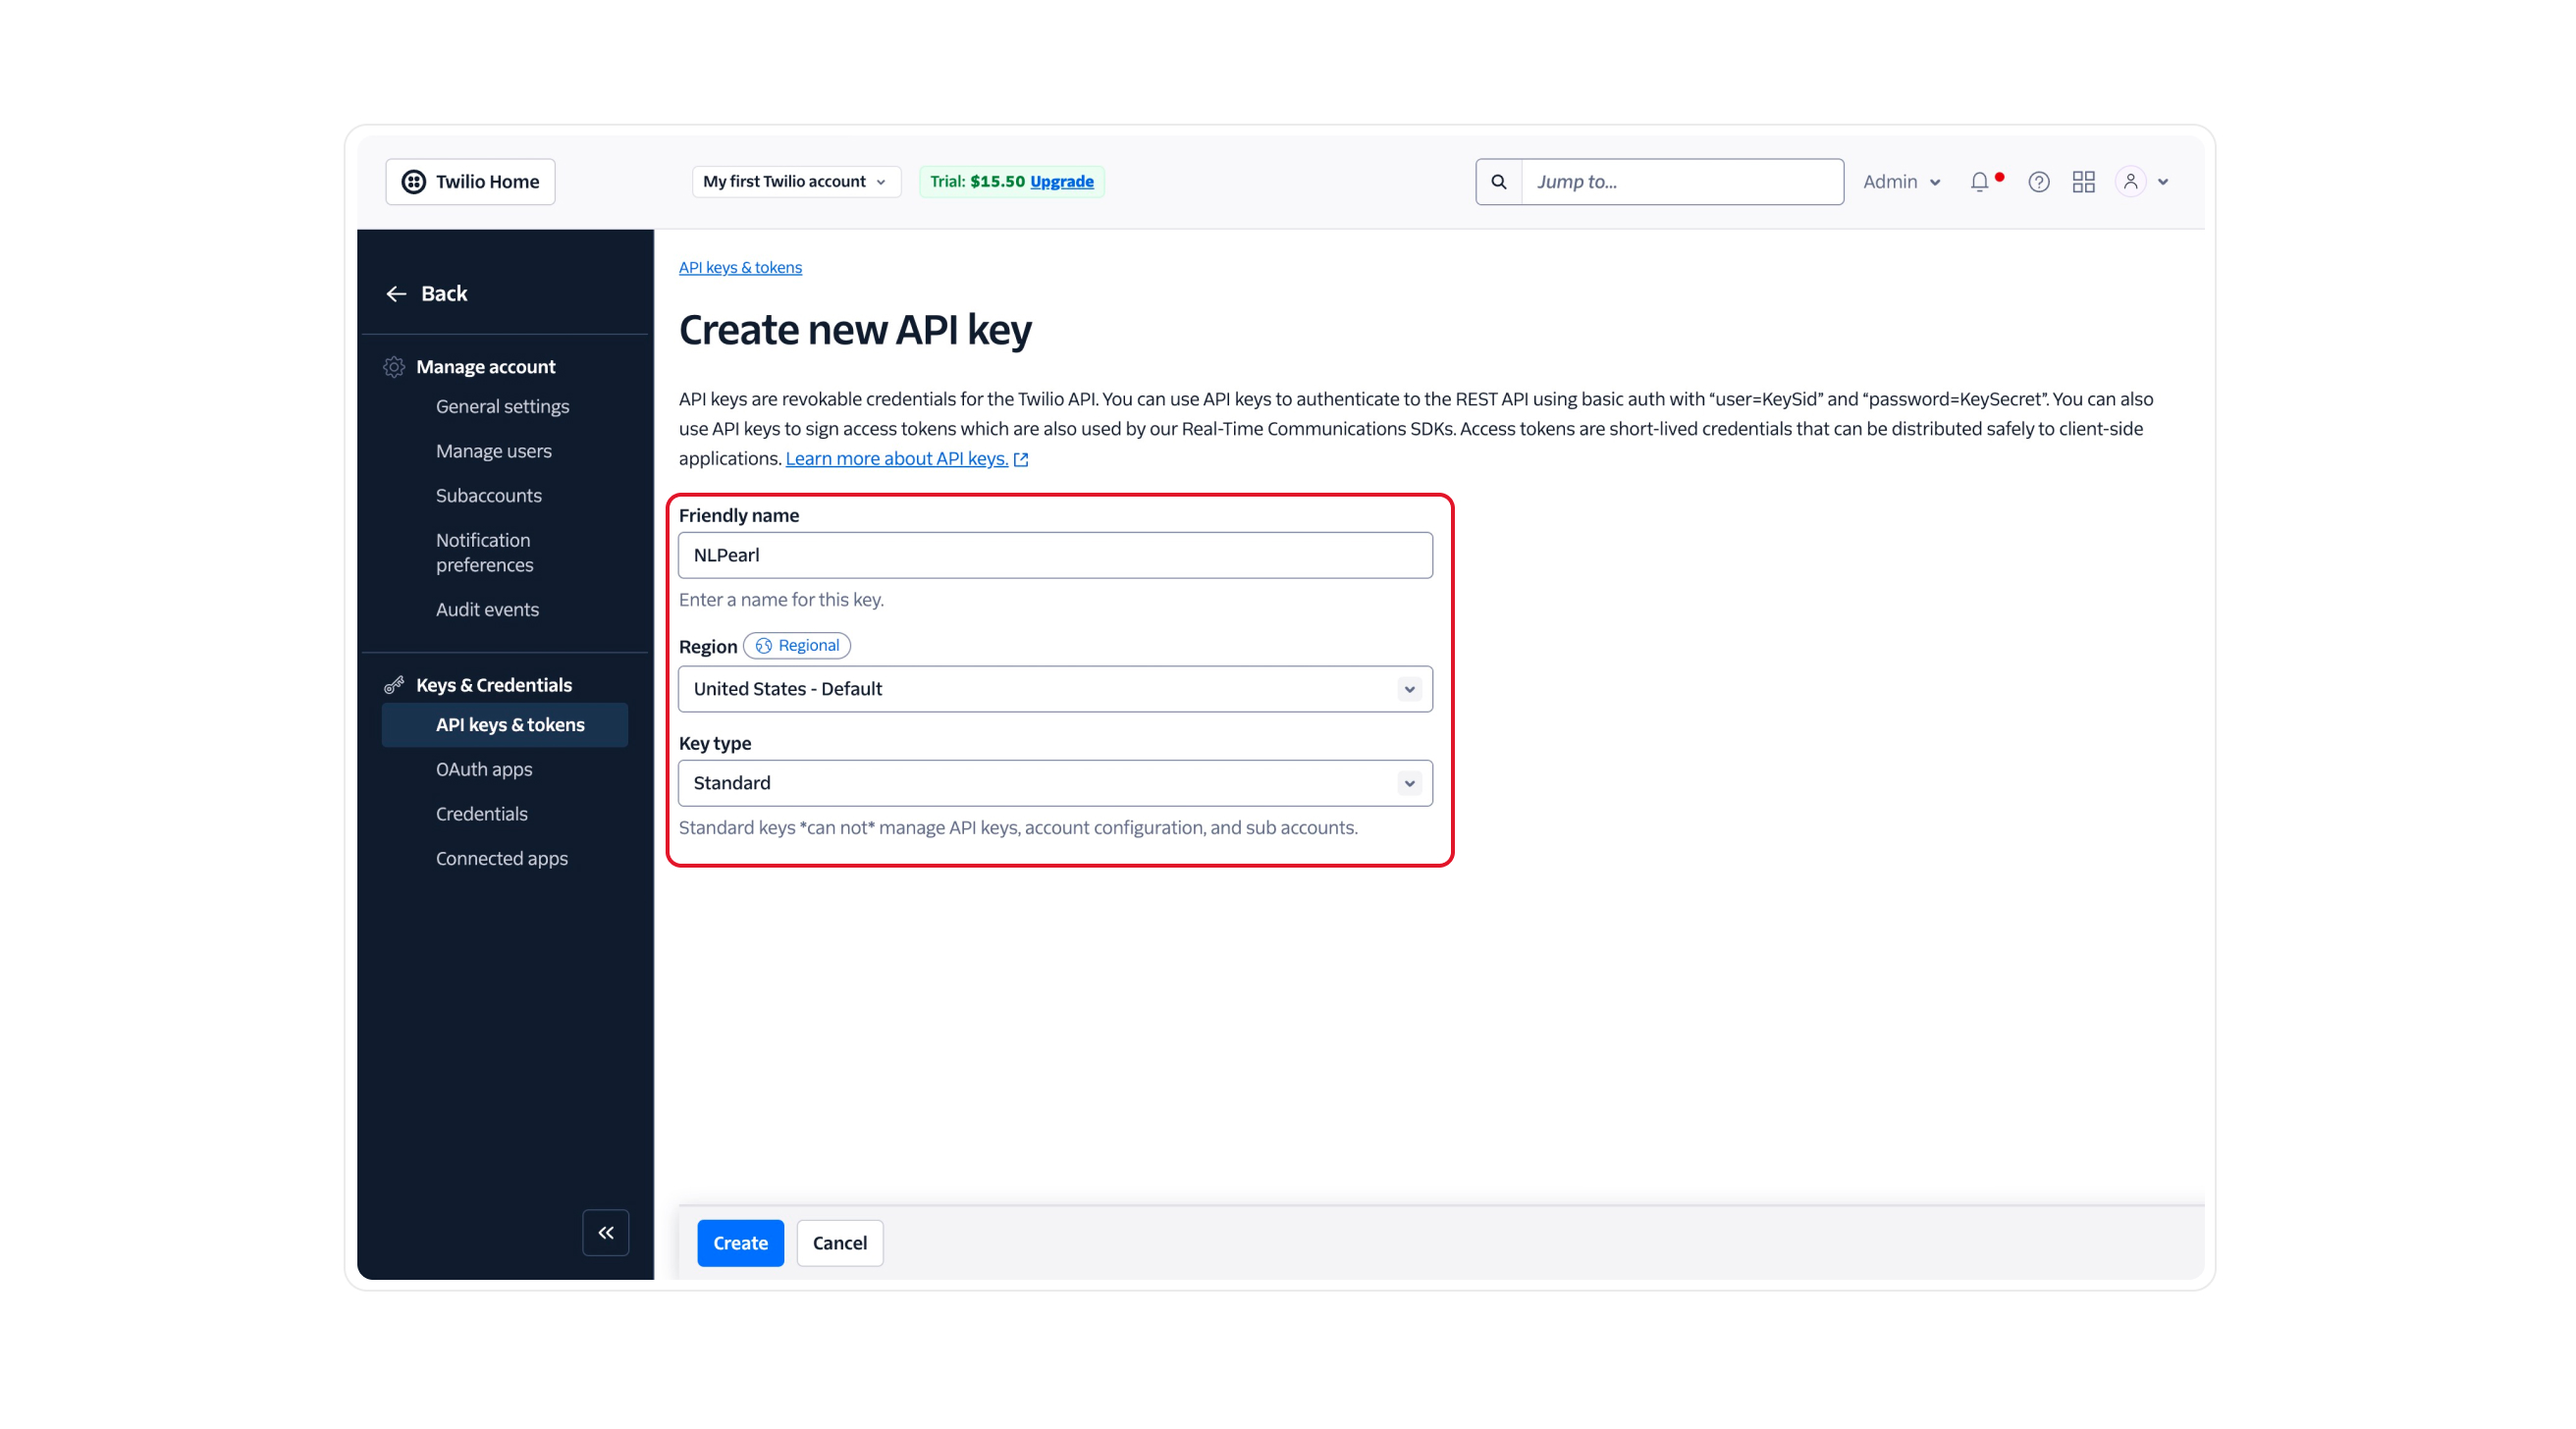 Twilio Home
My first Twilio account
Trial: $15.50 Upgrade
Jump to...
Admin
Back
Manage account
General settings
Manage users
Subaccounts
Notification
preferences
Audit events
Keys & Credentials
API keys & tokens
OAuth apps
Credentials
Connected apps
API keys & tokens
Create new API key
API keys are revokable credentials for the Twilio API. You can use API keys to authenticate to the REST API using basic auth with “user=KeySid” and “password=KeySecret”. You can also
use API keys to sign access tokens which are also used by our Real-Time Communications SDKs. Access tokens are short-lived credentials that can be distributed safely to client-side
applications. Learn more about API keys.
Friendly name
NLPearl
Enter a name for this key.
Region Regional
United States - Default
Key type
Standard
Standard keys *can not* manage API keys, account configuration, and sub accounts.
Create
Cancel